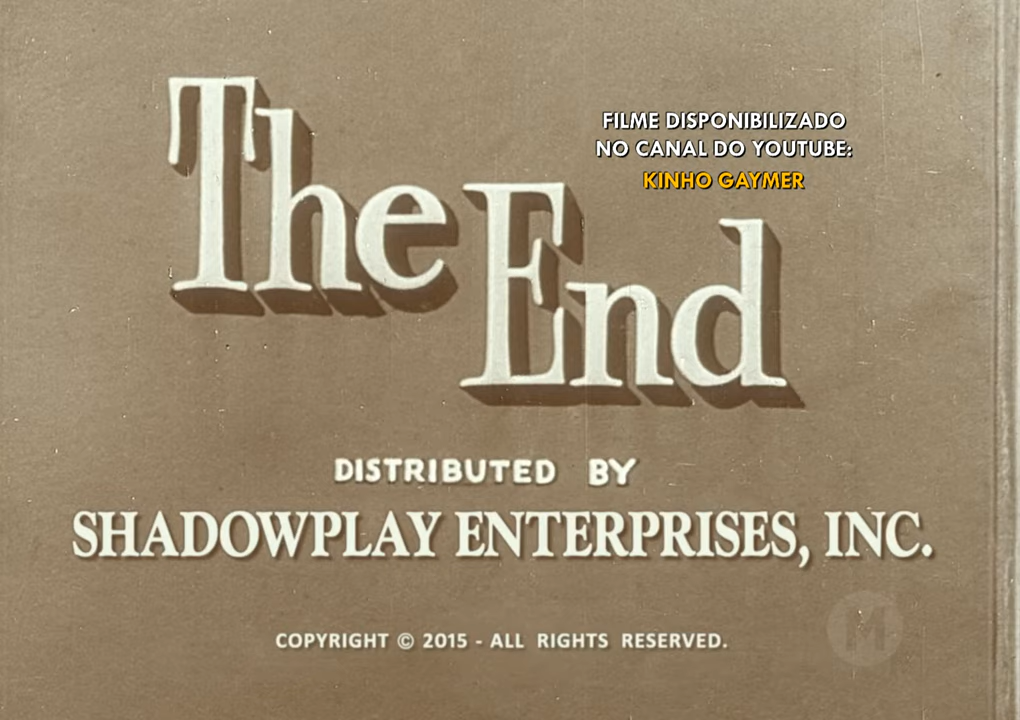 FILME DISPONIBILIZADO
NO CANAL DO YOUTUBE:
KINHO GAYMER
The End
DISTRIBUTED BY
SHADOWPLAY ENTERPRISES, INC.
COPYRIGHT © 2015 - ALL RIGHTS RESERVED.
M